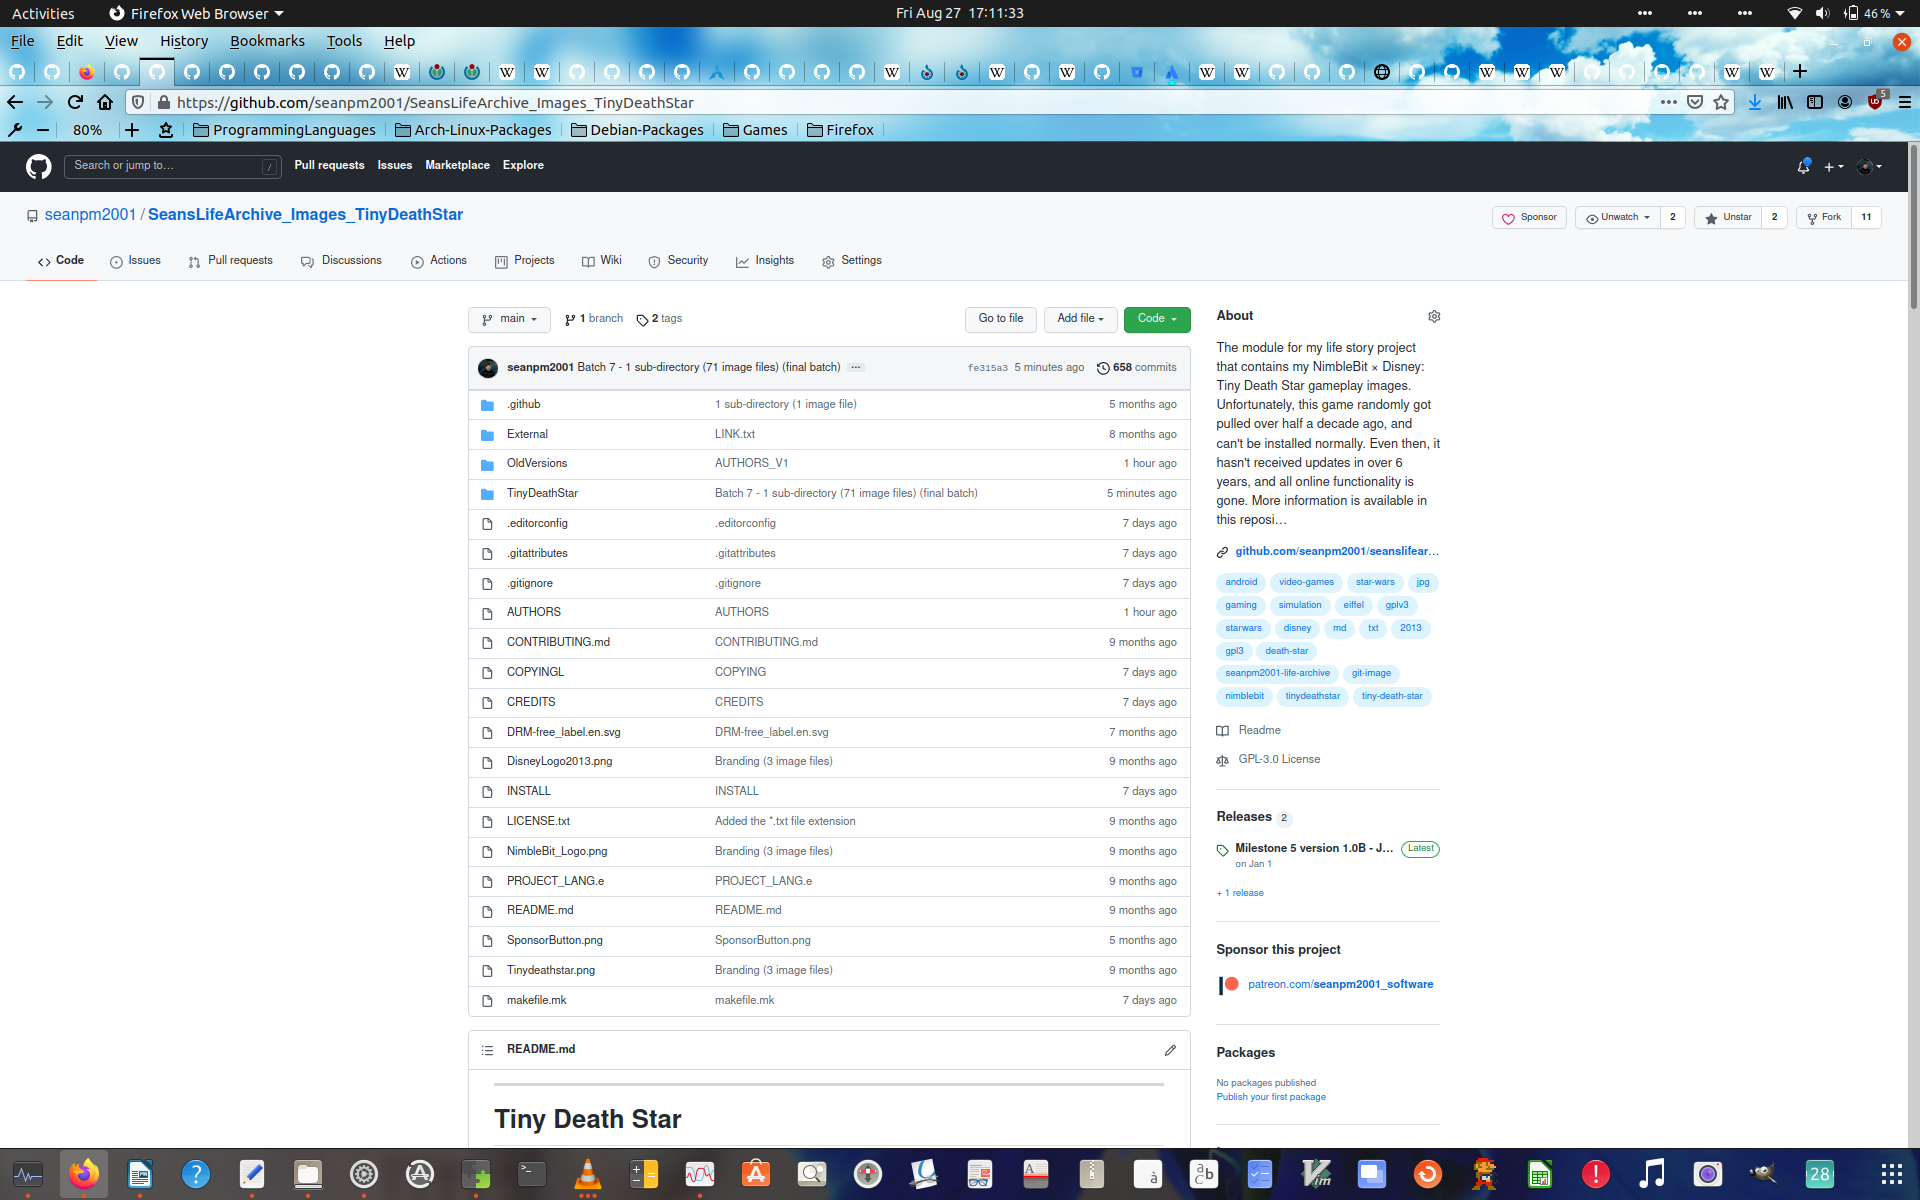 Activities Firefox Web Browser Fri Aug 27 17:11:33 46 %
File Edit View History Bookmarks Tools Help
https://github.com/seanpm2001/SeansLifeArchive_Images_TinyDeathStar 5
80% ProgrammingLanguages Arch-Linux-Packages Debian-Packages Games Firefox
Search or jump to… / Pull requests Issues Marketplace Explore
seanpm2001 / SeansLifeArchive_Images_TinyDeathStar Sponsor Unwatch 2 Unstar 2 Fork 11
Code Issues Pull requests Discussions Actions Projects Wiki Security Insights Settings
main 1 branch 2 tags Go to file Add file Code
seanpm2001 Batch 7 - 1 sub-directory (71 image files) (final batch) ... fe315a3 5 minutes ago 658 commits
.github 1 sub-directory (1 image file) 5 months ago
External LINK.txt 8 months ago
OldVersions AUTHORS_V1 1 hour ago
TinyDeathStar Batch 7 - 1 sub-directory (71 image files) (final batch) 5 minutes ago
.editorconfig .editorconfig 7 days ago
.gitattributes .gitattributes 7 days ago
.gitignore .gitignore 7 days ago
AUTHORS AUTHORS 1 hour ago
CONTRIBUTING.md CONTRIBUTING.md 9 months ago
COPYINGL COPYING 7 days ago
CREDITS CREDITS 7 days ago
DRM-free_label.en.svg DRM-free_label.en.svg 7 months ago
DisneyLogo2013.png Branding (3 image files) 9 months ago
INSTALL INSTALL 7 days ago
LICENSE.txt Added the *.txt file extension 9 months ago
NimbleBit_Logo.png Branding (3 image files) 9 months ago
PROJECT_LANG.e PROJECT_LANG.e 9 months ago
README.md README.md 9 months ago
SponsorButton.png SponsorButton.png 5 months ago
Tinydeathstar.png Branding (3 image files) 9 months ago
makefile.mk makefile.mk 7 days ago
README.md
Tiny Death Star
About
The module for my life story project
that contains my NimbleBit × Disney:
Tiny Death Star gameplay images.
Unfortunately, this game randomly got
pulled over half a decade ago, and
can't be installed normally. Even then, it
hasn't received updates in over 6
years, and all online functionality is
gone. More information is available in
this reposi…
github.com/seanpm2001/seanslifear…
android video-games star-wars jpg
gaming simulation eiffel gplv3
starwars disney md txt 2013
gpl3 death-star
seanpm2001-life-archive git-image
nimblebit tinydeathstar tiny-death-star
Readme
GPL-3.0 License
Releases 2
Milestone 5 version 1.0B - J… Latest
on Jan 1
+ 1 release
Sponsor this project
patreon.com/seanpm2001_software
Packages
No packages published
Publish your first package
28